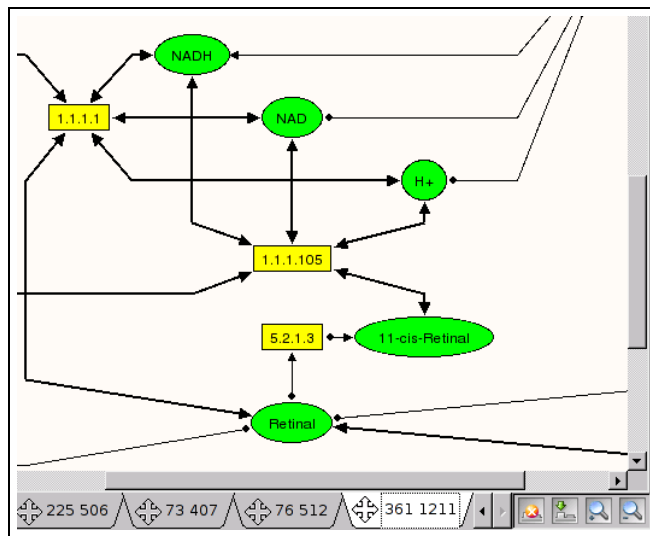 NADH
1.1.1.1
NAD
H+
1.1.1.105
5.2.1.3
11-cis-Retinal
Retinal
225 506
73 407
76 512
361 1211